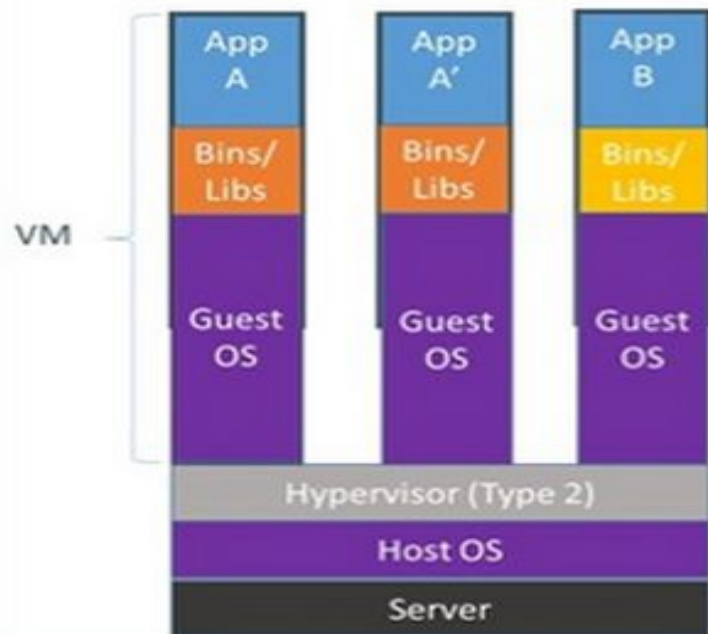 App
A
App
A′
App
B
Bins/
Libs
Bins/
Libs
Bins/
Libs
VM
Guest
OS
Guest
OS
Guest
OS
Hypervisor (Type 2)
Host OS
Server